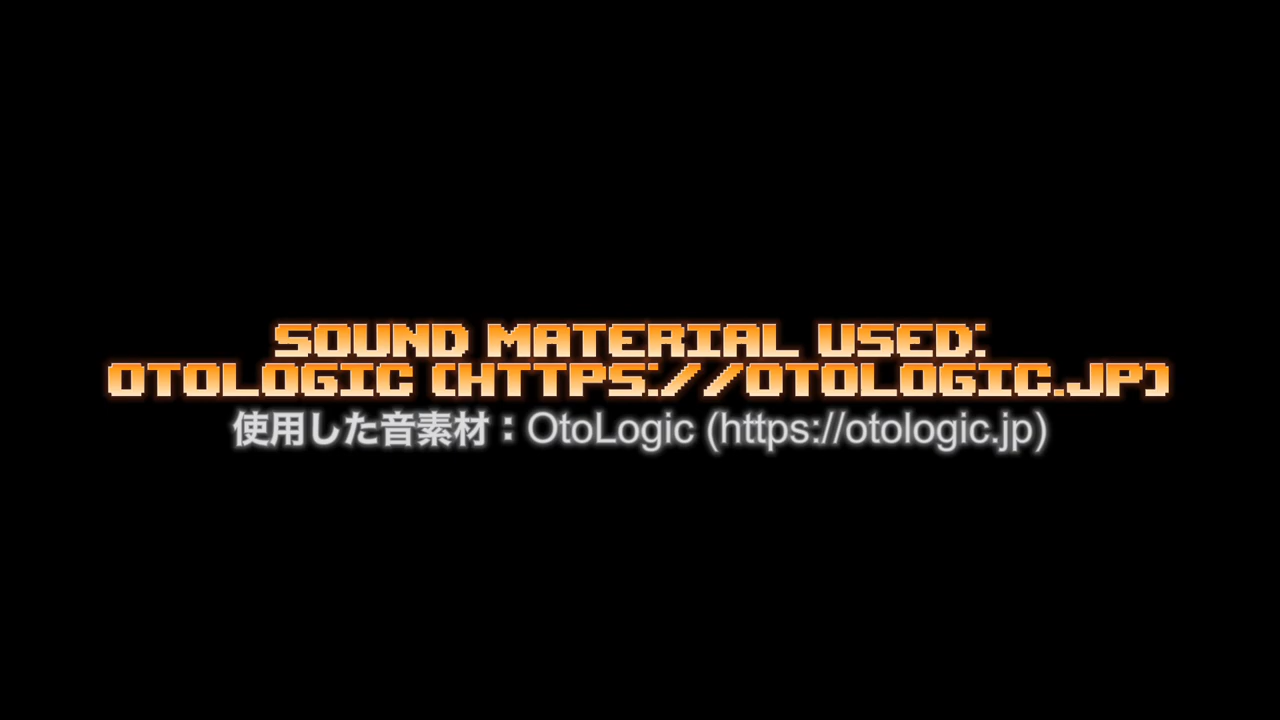 SOUND MATERIAL USED:
OTOLOGIC (HTTPS://OTOLOGIC.JP)
使用した音素材：OtoLogic (https://otologic.jp)